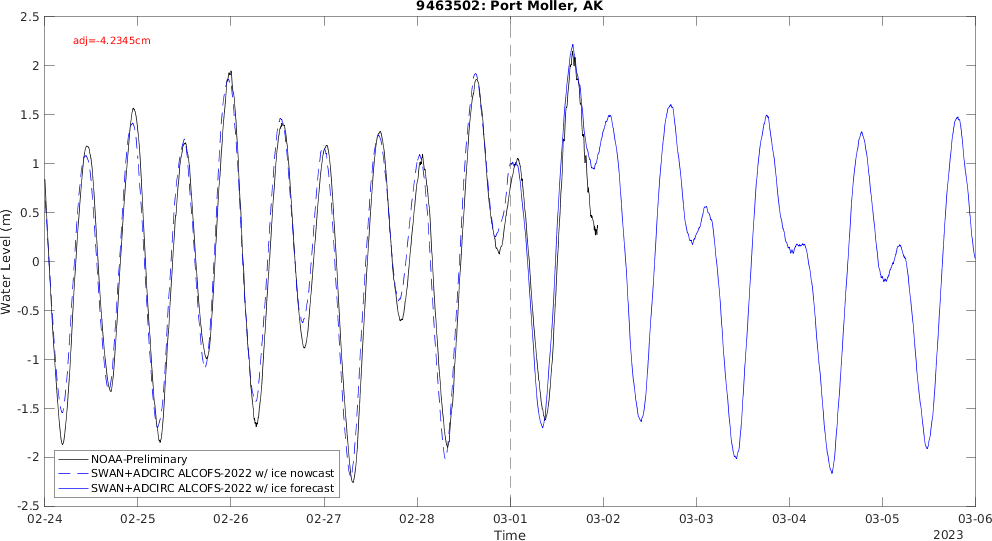 9463502: Port Moller, AK
adj=-4.2345cm
Water Level (m)
2.5
2
1.5
1
0.5
0
-0.5
-1
-1.5
-2
-2.5
NOAA-Preliminary
SWAN+ADCIRC ALCOFS-2022 w/ ice nowcast
SWAN+ADCIRC ALCOFS-2022 w/ ice forecast
02-24 02-25 02-26 02-27 02-28 03-01 03-02 03-03 03-04 03-05 03-06
Time
2023